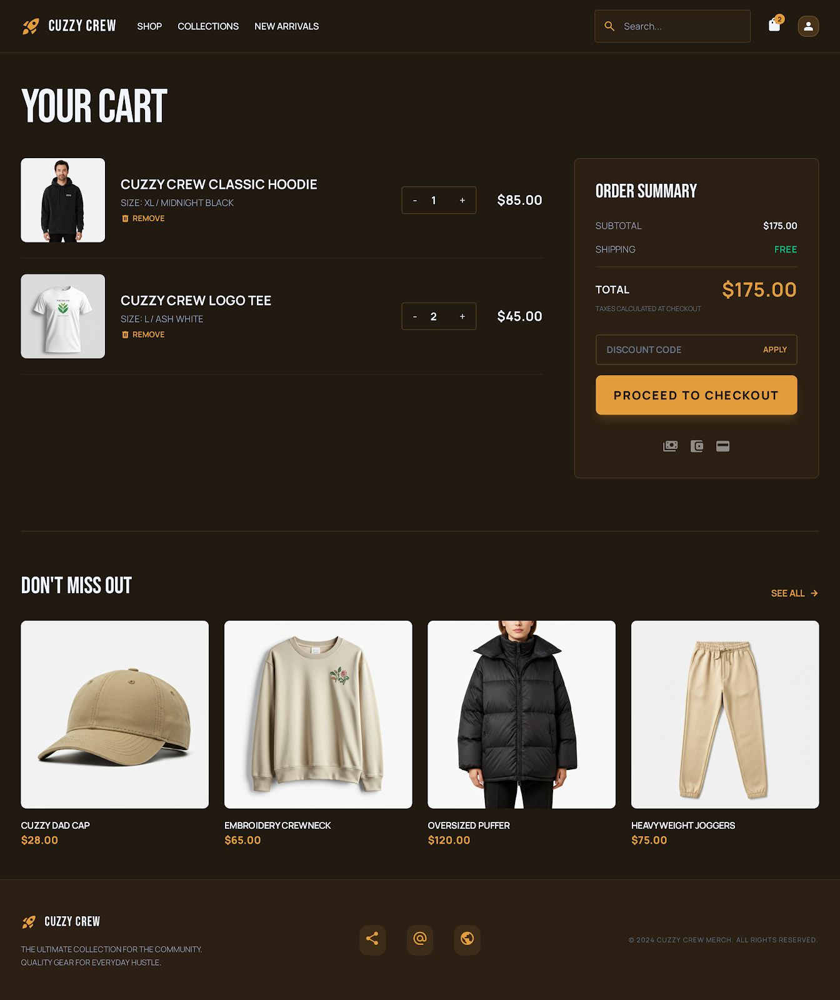 CUZZY CREW
SHOP
COLLECTIONS
NEW ARRIVALS
Search...
2
YOUR CART
CUZZY CREW CLASSIC HOODIE
SIZE: XL / MIDNIGHT BLACK
REMOVE
- 1 +
$85.00
CUZZY CREW LOGO TEE
SIZE: L / ASH WHITE
REMOVE
- 2 +
$45.00
ORDER SUMMARY
SUBTOTAL $175.00
SHIPPING FREE
TOTAL $175.00
TAXES CALCULATED AT CHECKOUT
DISCOUNT CODE APPLY
PROCEED TO CHECKOUT
DON'T MISS OUT
SEE ALL →
CUZZY DAD CAP
$28.00
EMBROIDERY CREWNECK
$65.00
OVERSIZED PUFFER
$120.00
HEAVYWEIGHT JOGGERS
$75.00
CUZZY CREW
THE ULTIMATE COLLECTION FOR THE COMMUNITY.
QUALITY GEAR FOR EVERYDAY HUSTLE.
© 2024 CUZZY CREW MERCH. ALL RIGHTS RESERVED.